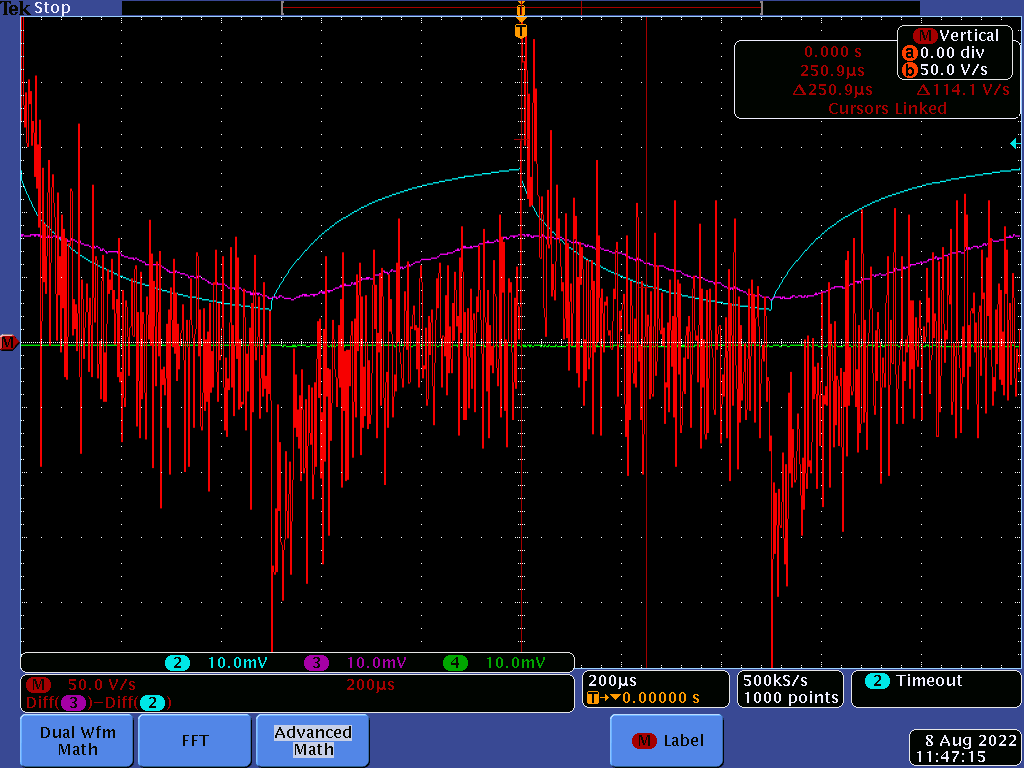 Tek Stop
T
T
M Vertical
a 0.00 div
b 50.0 V/s
0.000 s
250.9µs
Δ250.9µs Δ114.1 V/s
Cursors Linked
M
2 10.0mV 3 10.0mV 4 10.0mV
M 50.0 V/s 200µs
Diff(3)−Diff(2)
200µs
T→▼0.00000 s
500kS/s
1000 points
2 Timeout
Dual Wfm
Math
FFT
Advanced
Math
M Label
8 Aug 2022
11:47:15